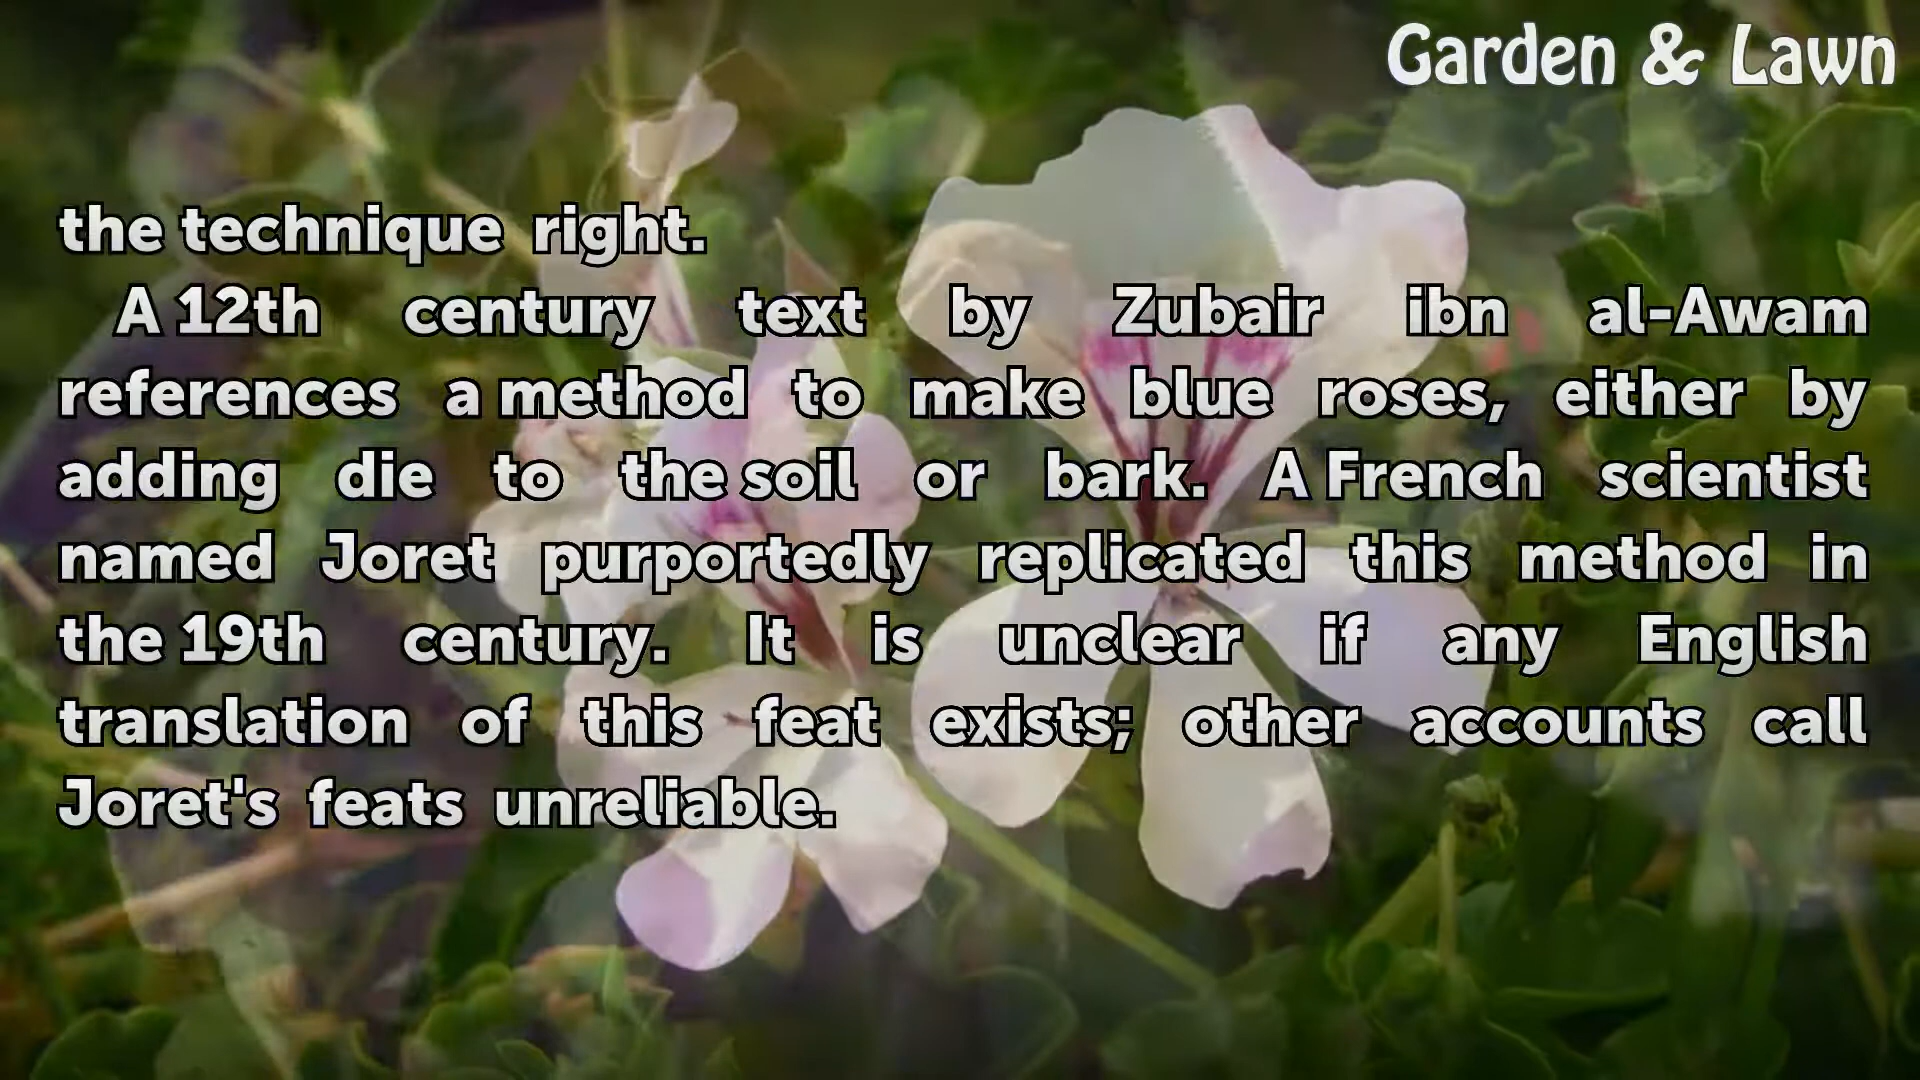 Garden & Lawn
the technique right.
A 12th century text by Zubair ibn al-Awam
references a method to make blue roses, either by
adding die to the soil or bark. A French scientist
named Joret purportedly replicated this method in
the 19th century. It is unclear if any English
translation of this feat exists; other accounts call
Joret's feats unreliable.